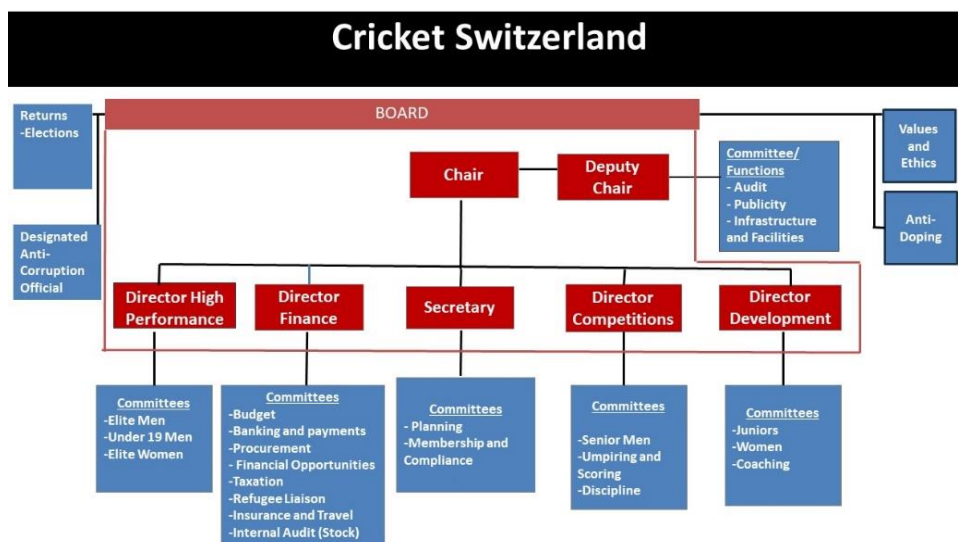 Cricket Switzerland
BOARD
Returns
-Elections
Designated
Anti-
Corruption
Official
Values
and
Ethics
Anti-
Doping
Chair
Deputy
Chair
Committee/
Functions
- Audit
- Publicity
- Infrastructure
and Facilities
Director High
Performance
Director
Finance
Secretary
Director
Competitions
Director
Development
Committees
-Elite Men
-Under 19 Men
-Elite Women
Committees
-Budget
-Banking and payments
-Procurement
- Financial Opportunities
-Taxation
-Refugee Liaison
-Insurance and Travel
-Internal Audit (Stock)
Committees
- Planning
-Membership and
Compliance
Committees
-Senior Men
-Umpiring and
Scoring
-Discipline
Committees
-Juniors
-Women
-Coaching